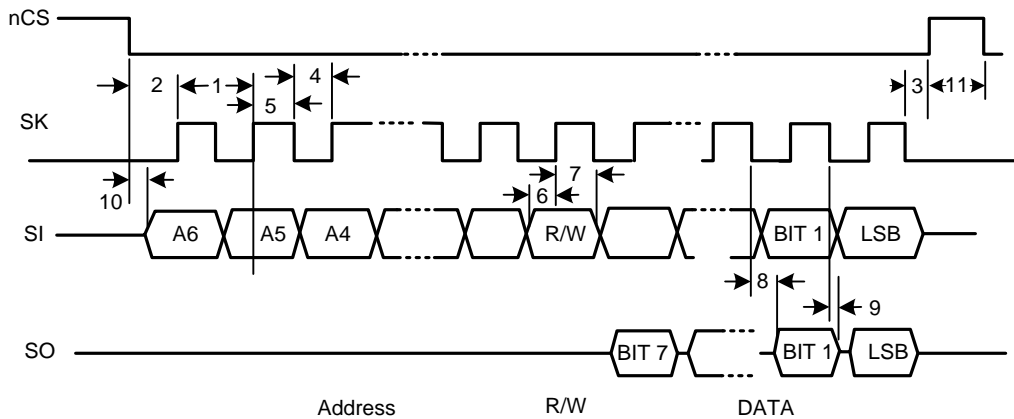 nCS
2 1 4 3 11
5
SK
7
10 6
SI A6 A5 A4 R/W BIT 1 LSB
8 9
SO BIT 7 BIT 1 LSB
Address R/W DATA